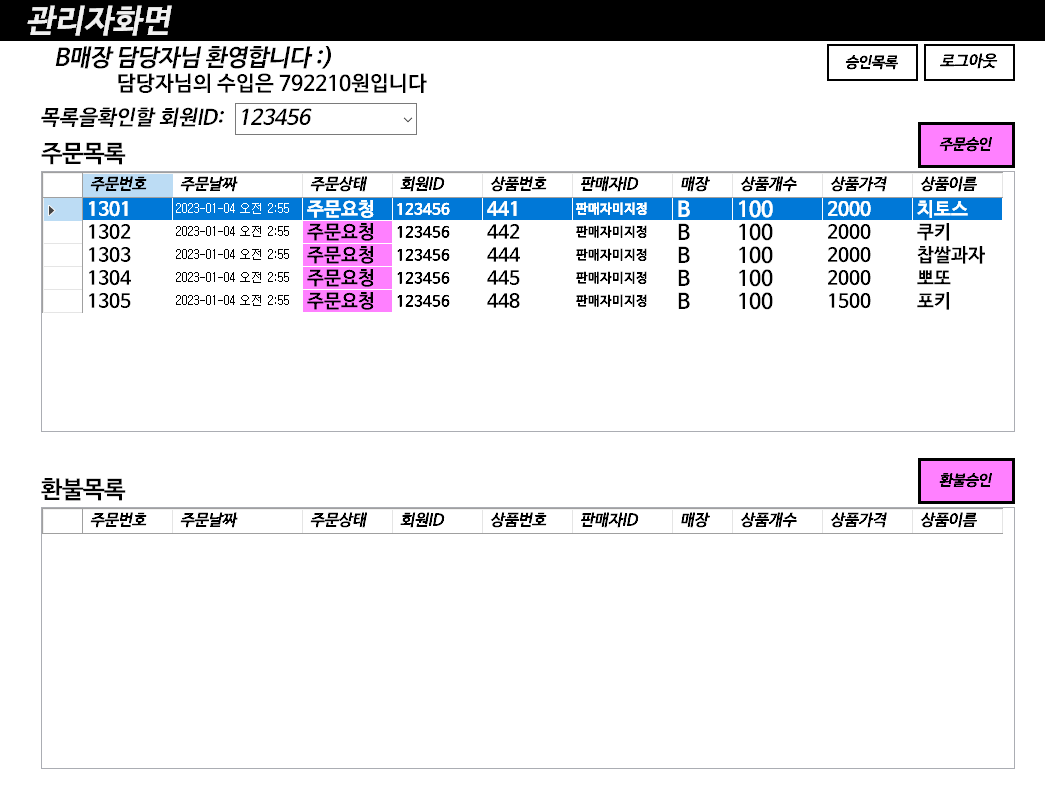 관리자화면
B매장 담당자님 환영합니다 :)
승인목록 로그아웃
담당자님의 수입은 792210원입니다
목록을확인할 회원ID: 123456
주문승인
주문목록
주문번호 주문날짜 주문상태 회원ID 상품번호 판매자ID 매장 상품개수 상품가격 상품이름
1301 2023-01-04 오전 2:55 주문요청 123456 441 판매자미지정 B 100 2000 치토스
1302 2023-01-04 오전 2:55 주문요청 123456 442 판매자미지정 B 100 2000 쿠키
1303 2023-01-04 오전 2:55 주문요청 123456 444 판매자미지정 B 100 2000 찹쌀과자
1304 2023-01-04 오전 2:55 주문요청 123456 445 판매자미지정 B 100 2000 뽀또
1305 2023-01-04 오전 2:55 주문요청 123456 448 판매자미지정 B 100 1500 포키
환불승인
환불목록
주문번호 주문날짜 주문상태 회원ID 상품번호 판매자ID 매장 상품개수 상품가격 상품이름